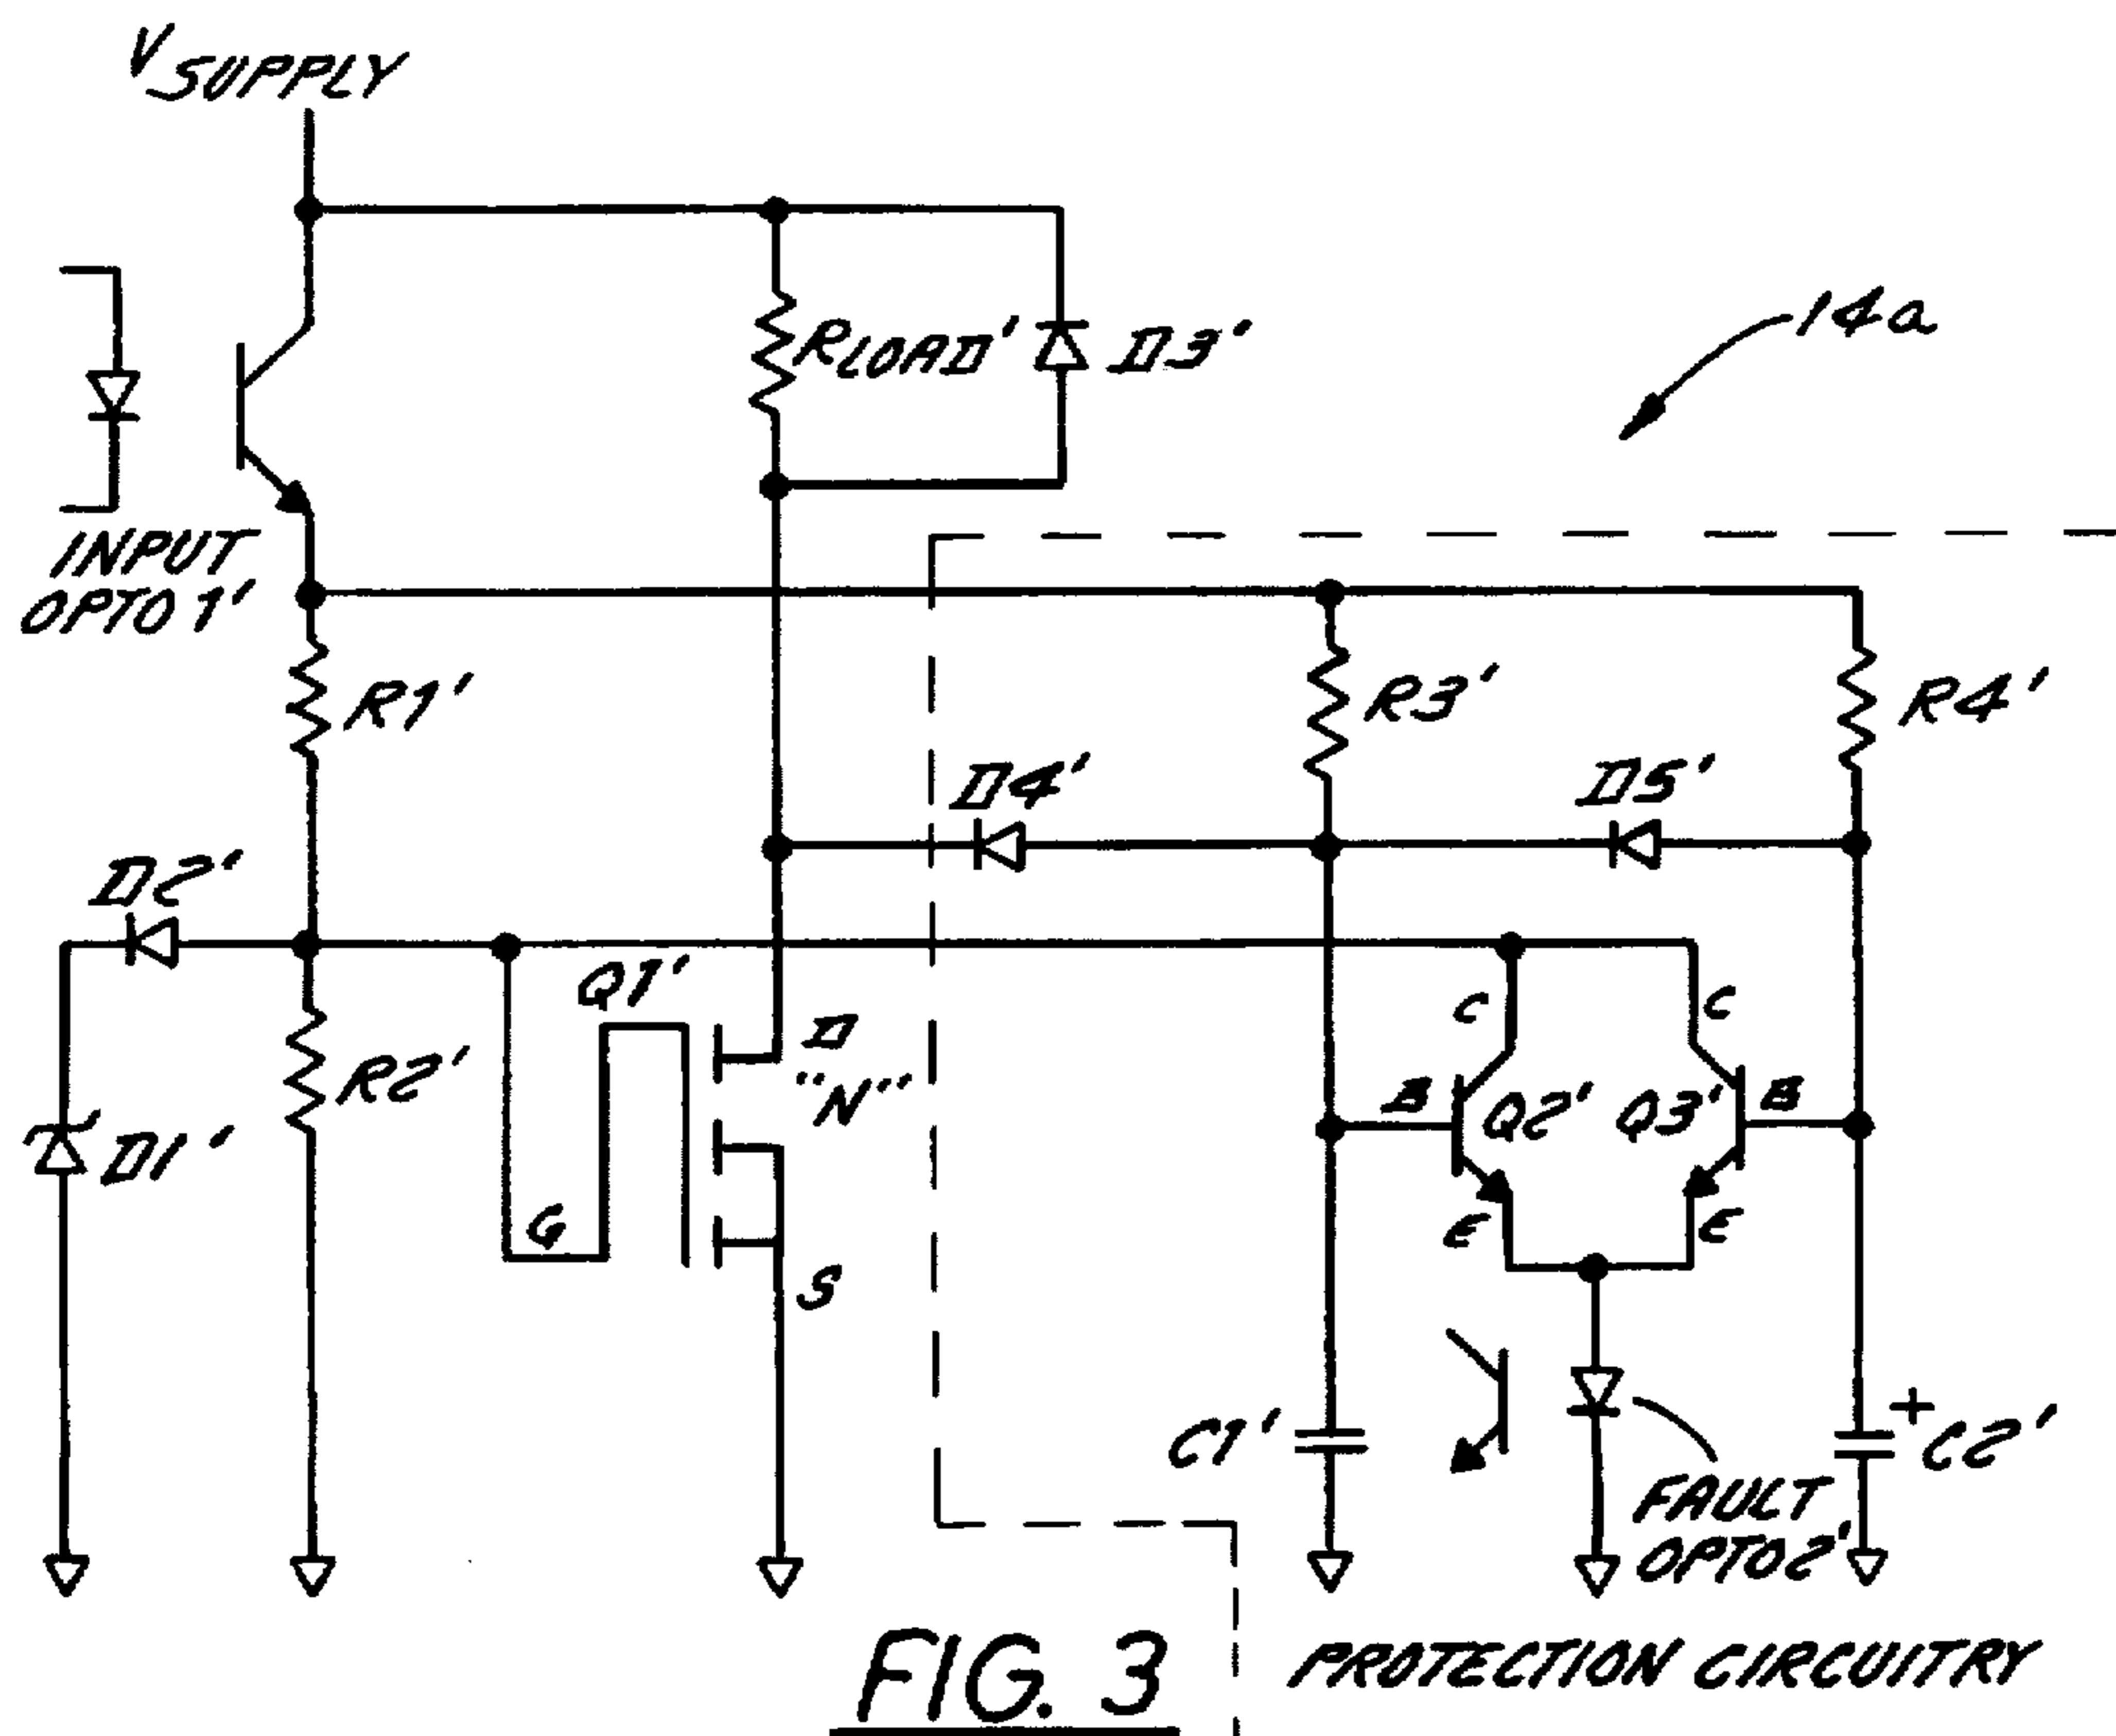 VSUPPLY
RLOAD'
D3'
14a
INPUT
OPTO 1'
R1'
R3'
R4'
D4'
D5'
D2'
Q1'
D
"N"
C
C
R2'
D1'
B
Q2'
Q3'
B
G
E
E
S
C1'
+
C2'
FAULT
OPTO2'
PROTECTION CIRCUITRY
FIG. 3